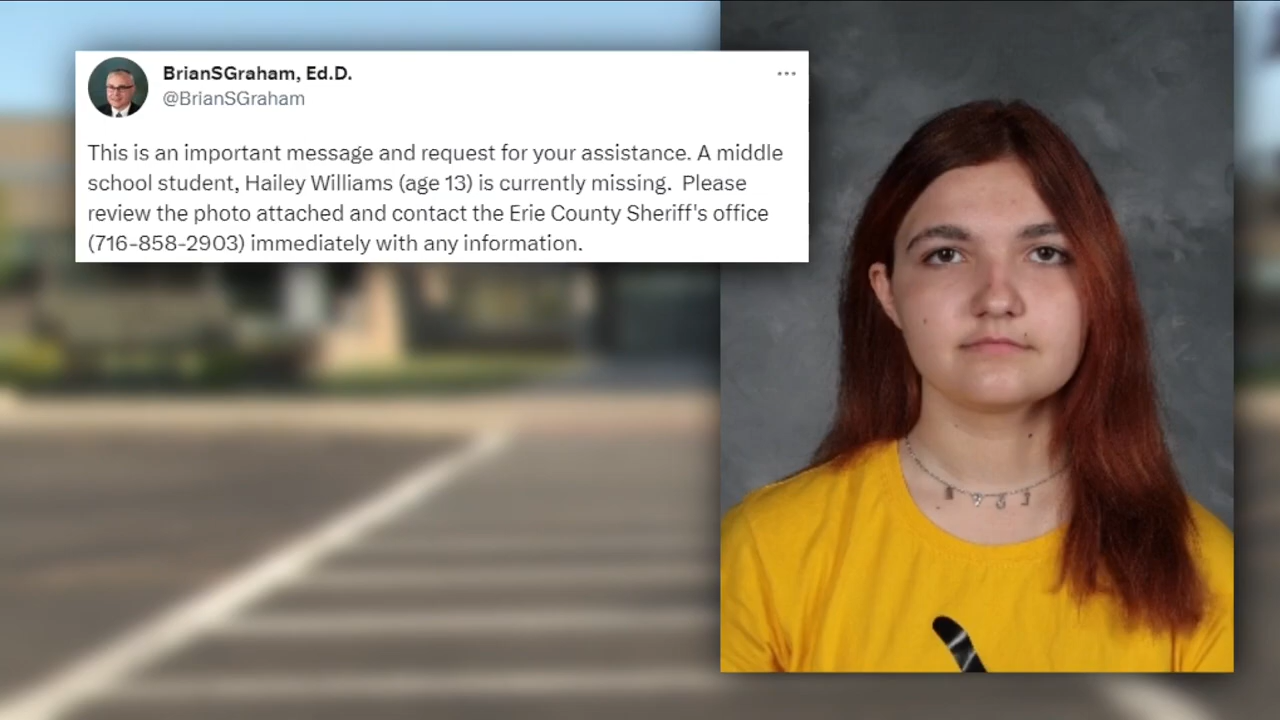 BrianSGraham, Ed.D.
@BrianSGraham
This is an important message and request for your assistance. A middle
school student, Hailey Williams (age 13) is currently missing.  Please
review the photo attached and contact the Erie County Sheriff's office
(716-858-2903) immediately with any information.